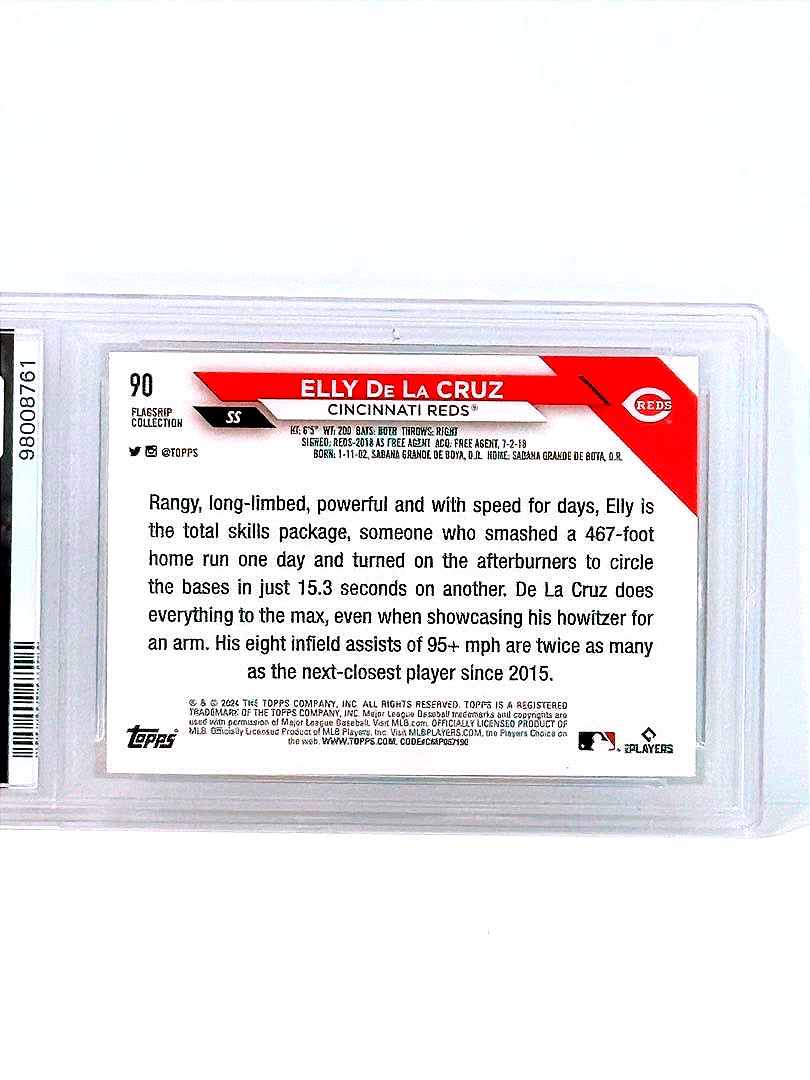 98008761
90
FLAGSHIP
COLLECTION
SS
ELLY DE LA CRUZ
CINCINNATI REDS®
REDS
HT: 6'5" WT: 200 BATS: BOTH THROWS: RIGHT
SIGNED: REDS-2018 AS FREE AGENT ACQ: FREE AGENT, 7-2-18
BORN: 1-11-02, SABANA GRANDE DE BOYA, D.R. HOME: SABANA GRANDE DE BOYA, D.R.
@TOPPS
Rangy, long-limbed, powerful and with speed for days, Elly is
the total skills package, someone who smashed a 467-foot
home run one day and turned on the afterburners to circle
the bases in just 15.3 seconds on another. De La Cruz does
everything to the max, even when showcasing his howitzer for
an arm. His eight infield assists of 95+ mph are twice as many
as the next-closest player since 2015.
® & © 2024 THE TOPPS COMPANY, INC. ALL RIGHTS RESERVED. TOPPS IS A REGISTERED
TRADEMARK OF THE TOPPS COMPANY, INC. Major League Baseball trademarks and copyrights are
used with permission of Major League Baseball. Visit MLB.com. OFFICIALLY LICENSED PRODUCT OF
MLB. Officially Licensed Product of MLB Players, Inc. Visit MLBPLAYERS.COM, the Players Choice on
the web. WWW.TOPPS.COM. CODE#CMP067190
topps
PLAYERS